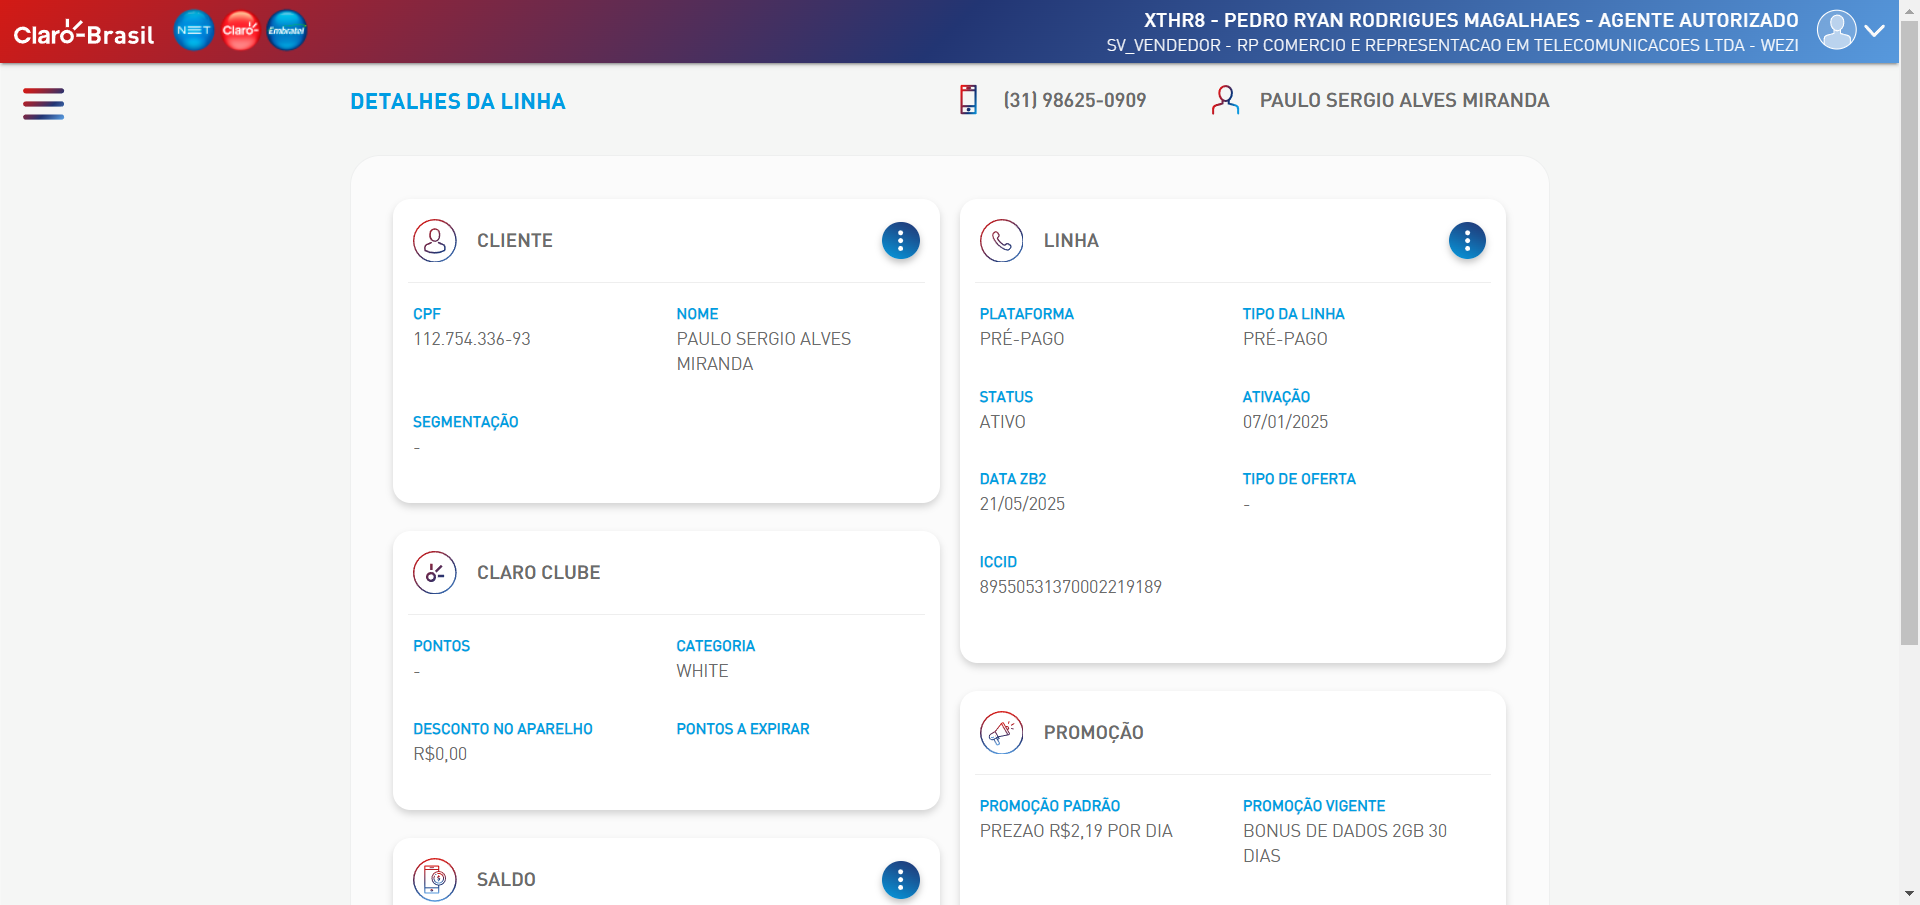 Claro-Brasil
NET
Claro-
Embratel
XTHR8 - PEDRO RYAN RODRIGUES MAGALHAES - AGENTE AUTORIZADO
SV_VENDEDOR - RP COMERCIO E REPRESENTACAO EM TELECOMUNICACOES LTDA - WEZI
DETALHES DA LINHA
(31) 98625-0909
PAULO SERGIO ALVES MIRANDA
CLIENTE
CPF
112.754.336-93
NOME
PAULO SERGIO ALVES
MIRANDA
SEGMENTAÇÃO
-
CLARO CLUBE
PONTOS
-
CATEGORIA
WHITE
DESCONTO NO APARELHO
R$0,00
PONTOS A EXPIRAR
SALDO
LINHA
PLATAFORMA
PRÉ-PAGO
TIPO DA LINHA
PRÉ-PAGO
STATUS
ATIVO
ATIVAÇÃO
07/01/2025
DATA ZB2
21/05/2025
TIPO DE OFERTA
-
ICCID
89550531370002219189
PROMOÇÃO
PROMOÇÃO PADRÃO
PREZAO R$2,19 POR DIA
PROMOÇÃO VIGENTE
BONUS DE DADOS 2GB 30
DIAS